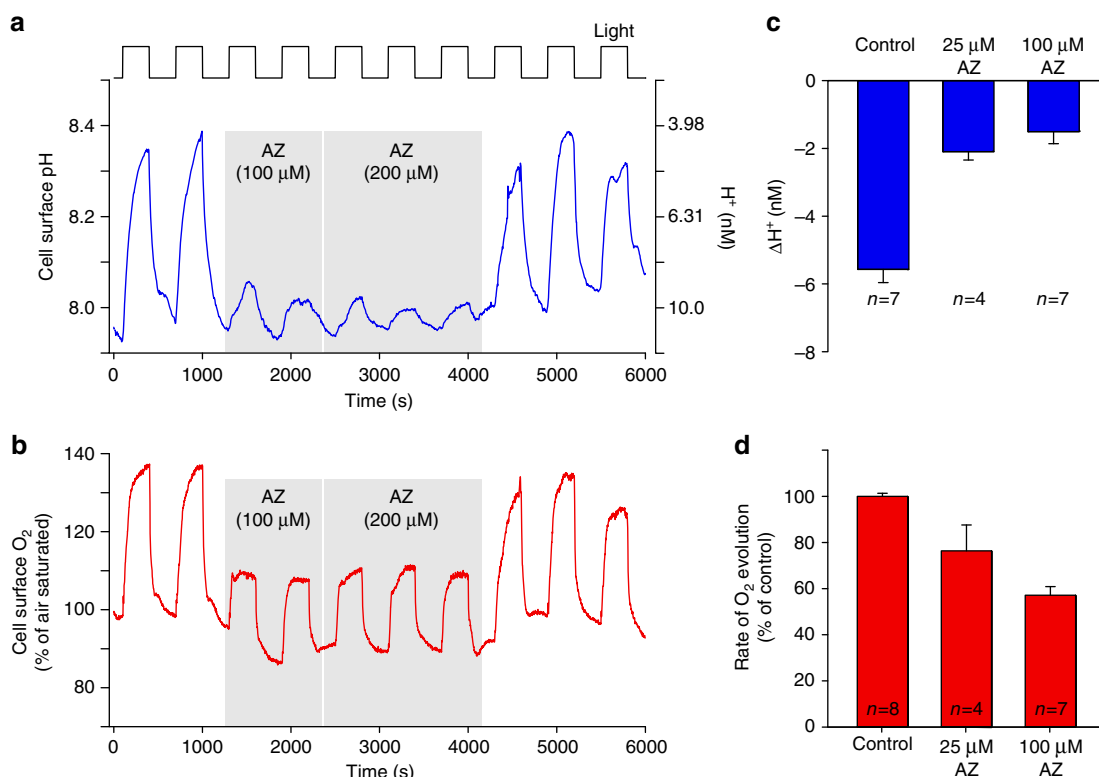 a
Light
Cell surface pH
8.4
8.2
8.0
AZ
(100 μM)
AZ
(200 μM)
3.98
6.31
10.0
H⁺ (nM)
0 1000 2000 3000 4000 5000 6000
Time (s)
b
Cell surface O₂
(% of air saturated)
140
120
100
80
AZ
(100 μM)
AZ
(200 μM)
0 1000 2000 3000 4000 5000 6000
Time (s)
c
Control
25 μM
AZ
100 μM
AZ
ΔH⁺ (nM)
0
−2
−4
−6
−8
n=7
n=4
n=7
d
Rate of O₂ evolution
(% of control)
100
80
60
40
20
0
n=8
n=4
n=7
Control
25 μM
AZ
100 μM
AZ